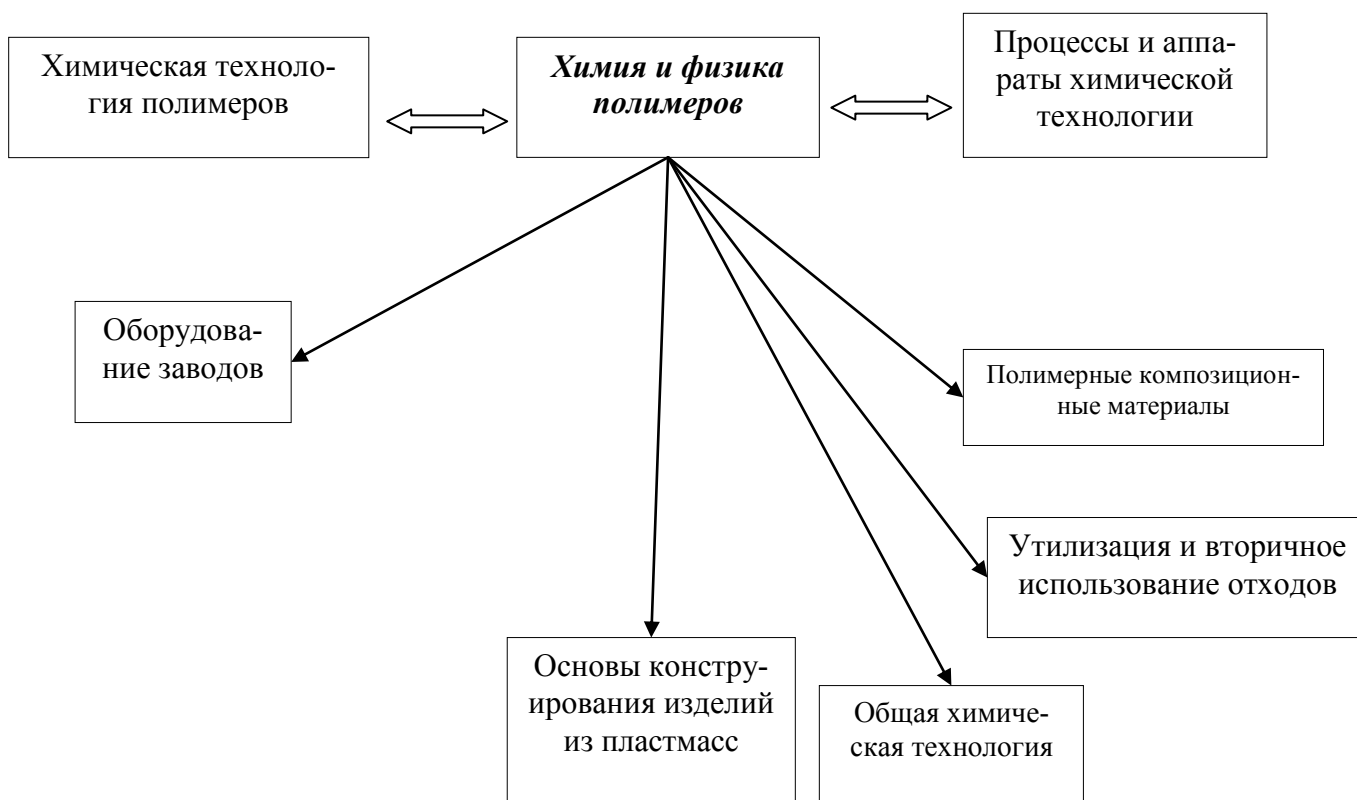 Химическая техноло-
гия полимеров
Химия и физика
полимеров
Процессы и аппа-
раты химической
технологии
Оборудова-
ние заводов
Полимерные композицион-
ные материалы
Утилизация и вторичное
использование отходов
Основы констру-
ирования изделий
из пластмасс
Общая химиче-
ская технология